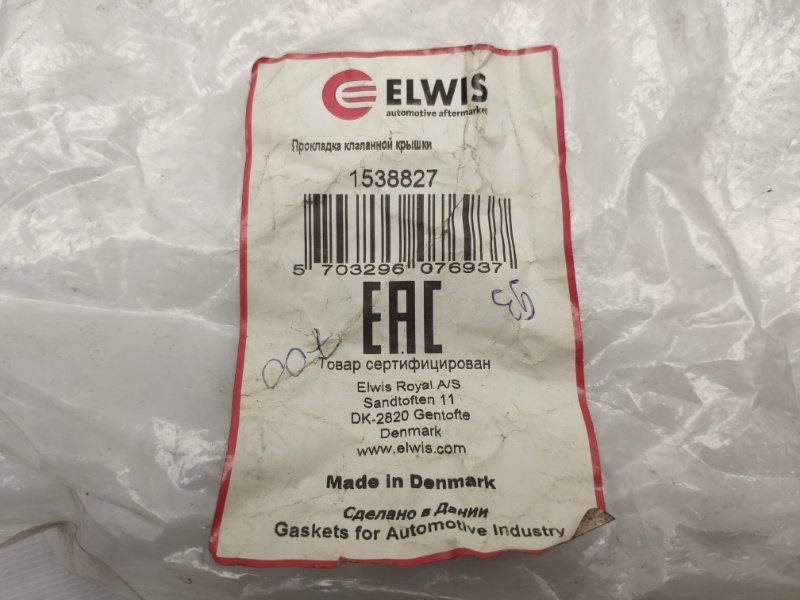 ELWIS
automotive aftermarket
Прокладка клапанной крышки
1538827
5 703296 076937
EAC
700
Товар сертифицирован
Elwis Royal A/S
Sandtoften 11
DK-2820 Gentofte
Denmark
www.elwis.com
Made in Denmark
Сделано в Дании
Gaskets for Automotive Industry